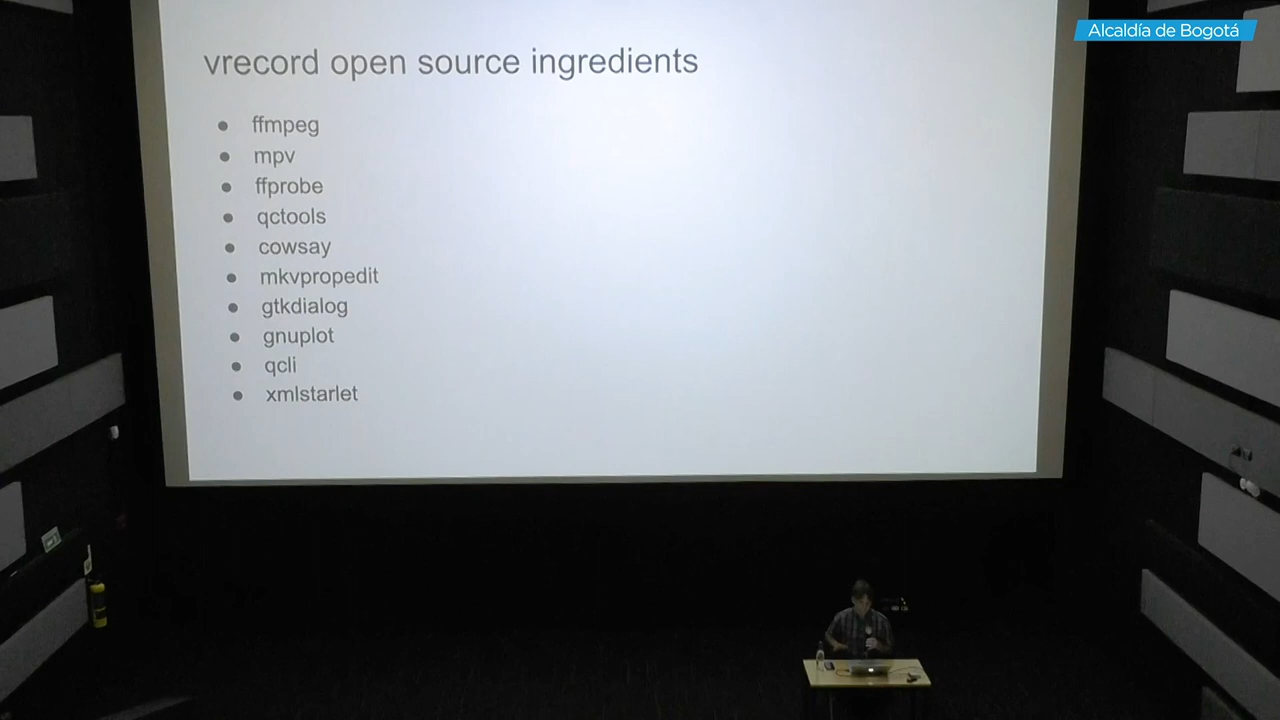 Alcaldía de Bogotá
vrecord open source ingredients
ffmpeg
mpv
ffprobe
qctools
cowsay
mkvpropedit
gtkdialog
gnuplot
qcli
xmlstarlet